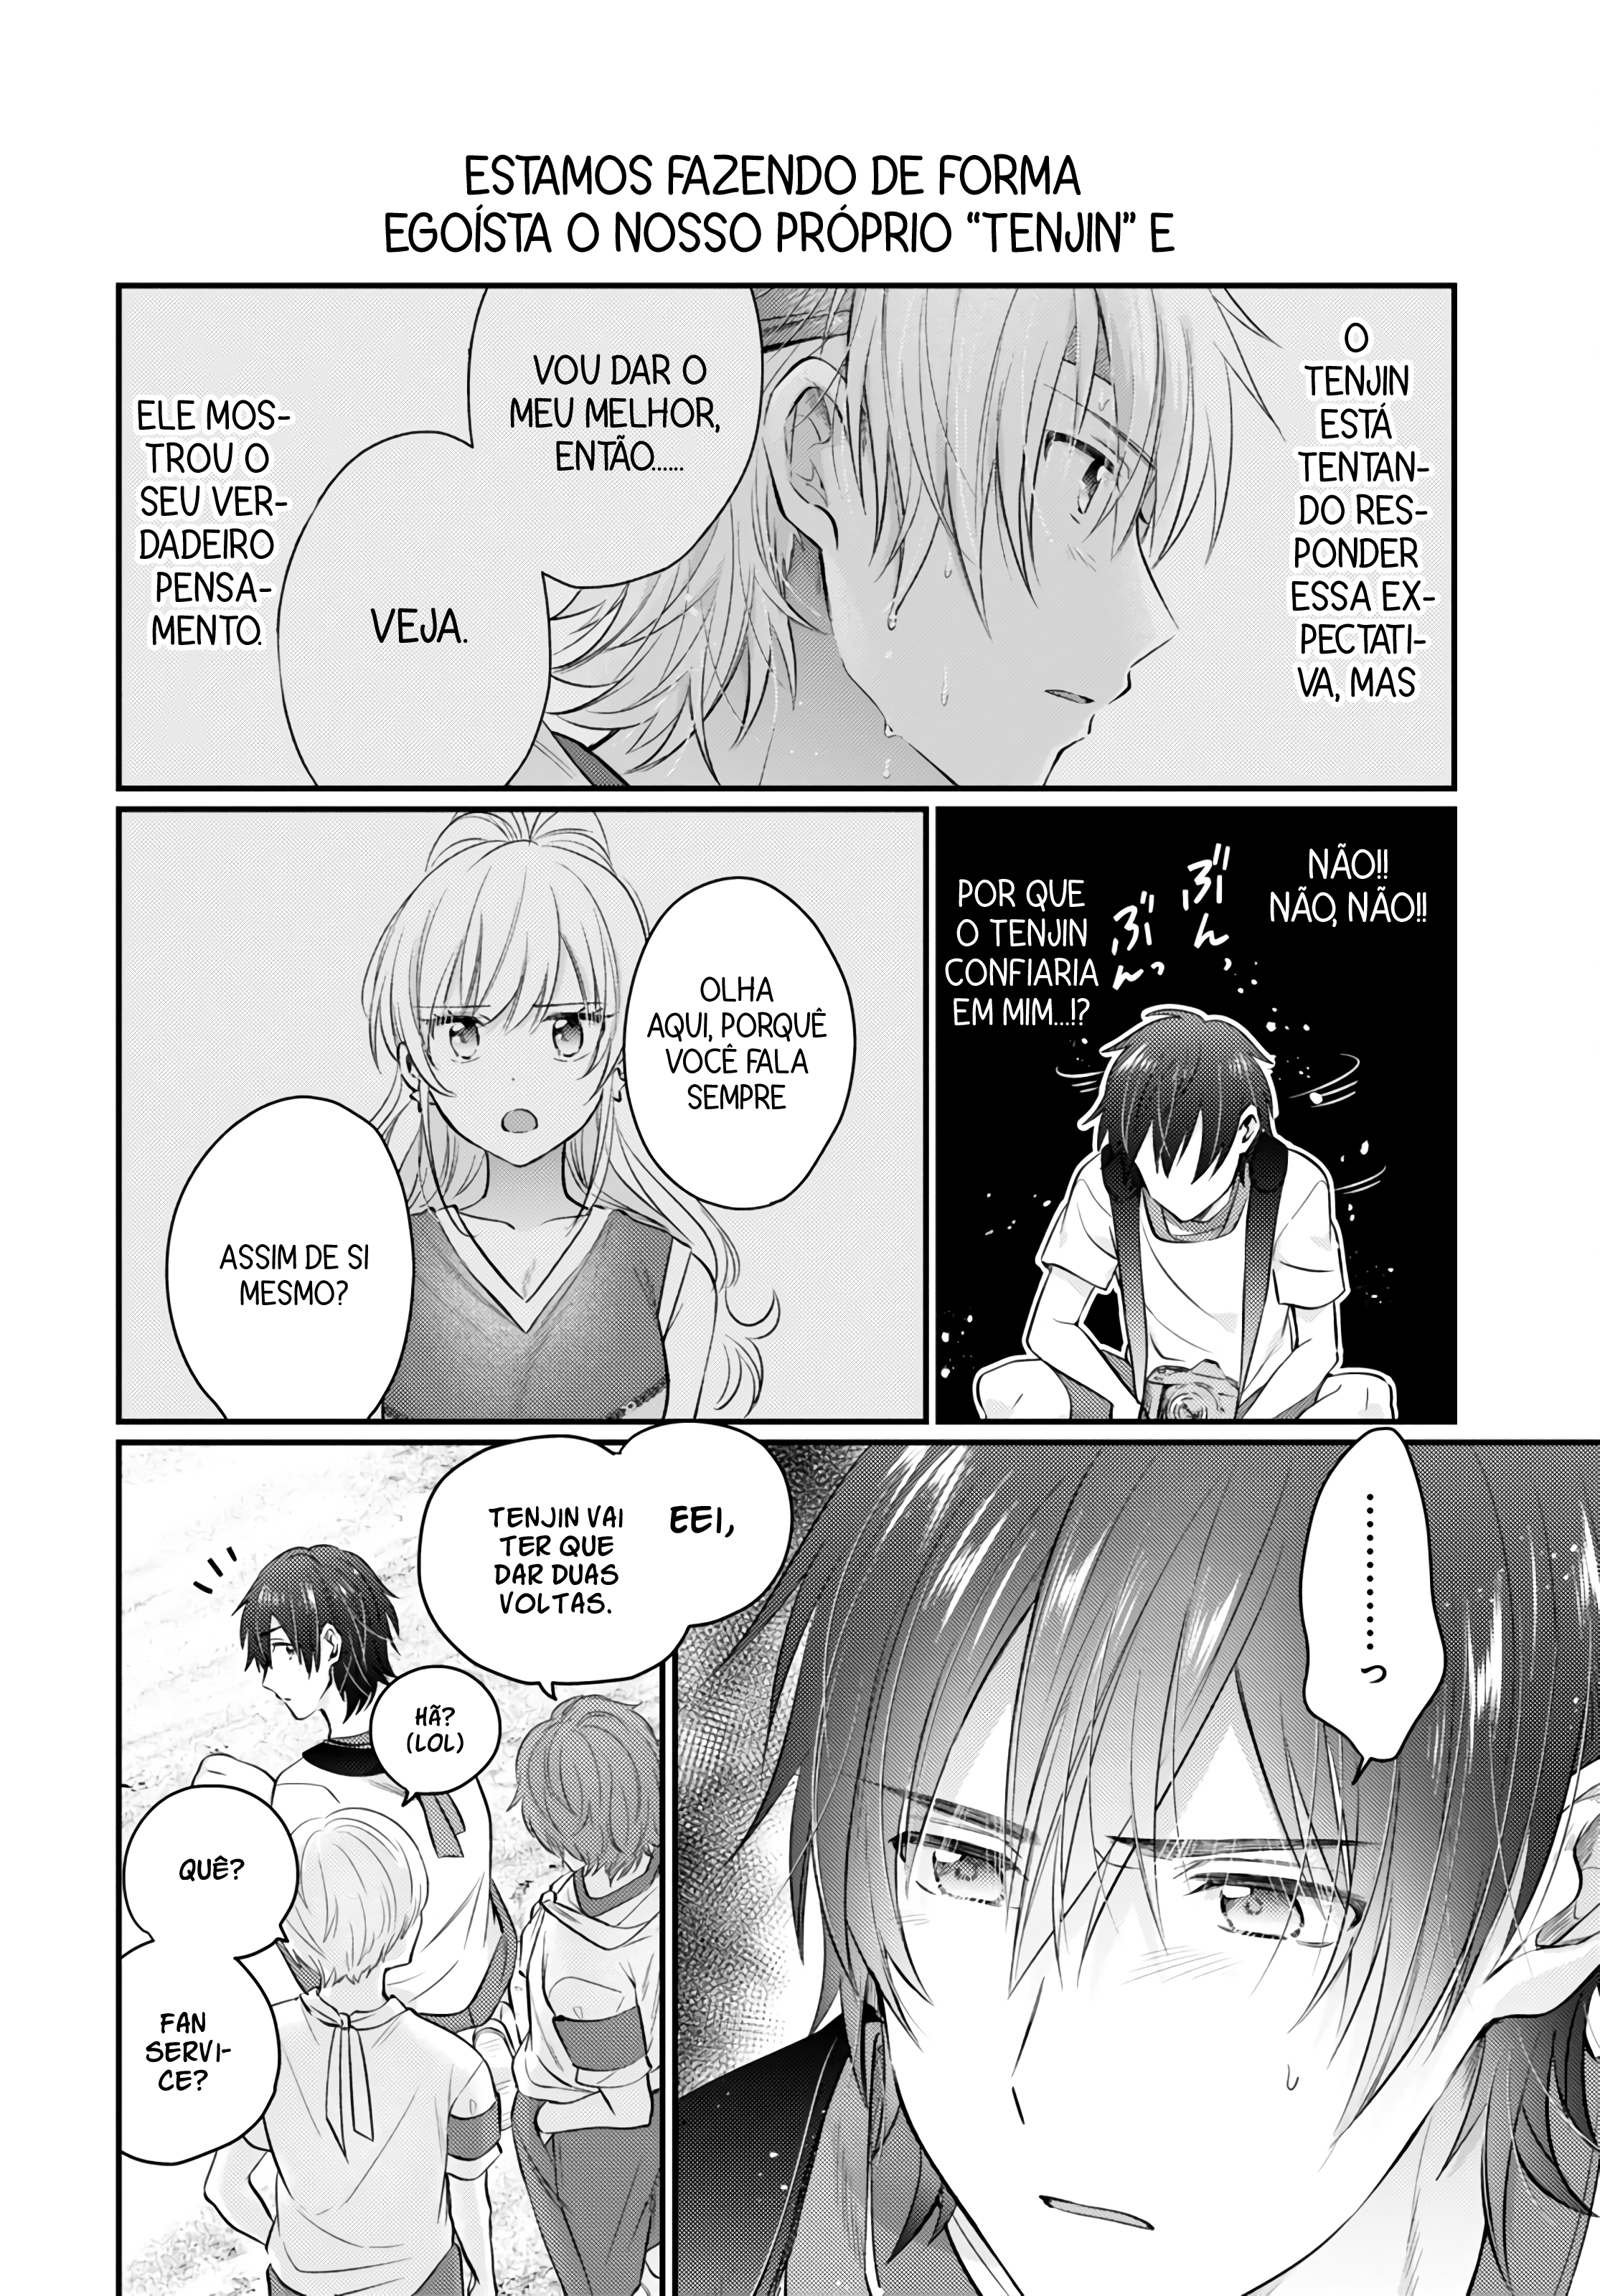 ESTAMOS FAZENDO DE FORMA
EGOÍSTA O NOSSO PRÓPRIO “TENJIN” E
O
TENJIN
ESTÁ
TENTAN-
DO RES-
PONDER
ESSA EX-
PECTATI-
VA, MAS
VOU DAR O
MEU MELHOR,
ENTÃO......
VEJA.
ELE MOS-
TROU O
SEU VER-
DADEIRO
PENSA-
MENTO.
NÃO!!
NÃO, NÃO!!
ぶんっ
ぶんっ
POR QUE
O TENJIN
CONFIARIA
EM MIM...!?
OLHA
AQUI, PORQUÊ
VOCÊ FALA
SEMPRE
ASSIM DE SI
MESMO?
............っ
EEI,
TENJIN VAI
TER QUE
DAR DUAS
VOLTAS.
HÃ?
(LOL)
QUÊ?
FAN
SERVI-
CE?